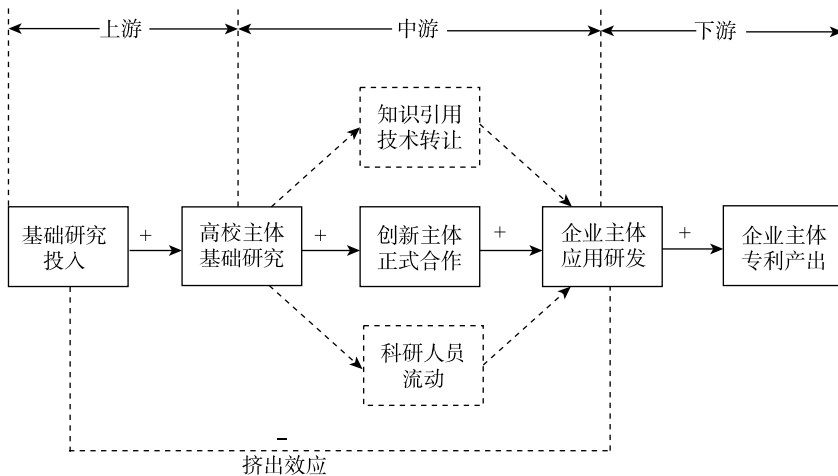 上游
中游
下游
知识引用
技术转让
基础研究
投入
+
高校主体
基础研究
+
创新主体
正式合作
+
企业主体
应用研发
+
企业主体
专利产出
科研人员
流动
−
挤出效应